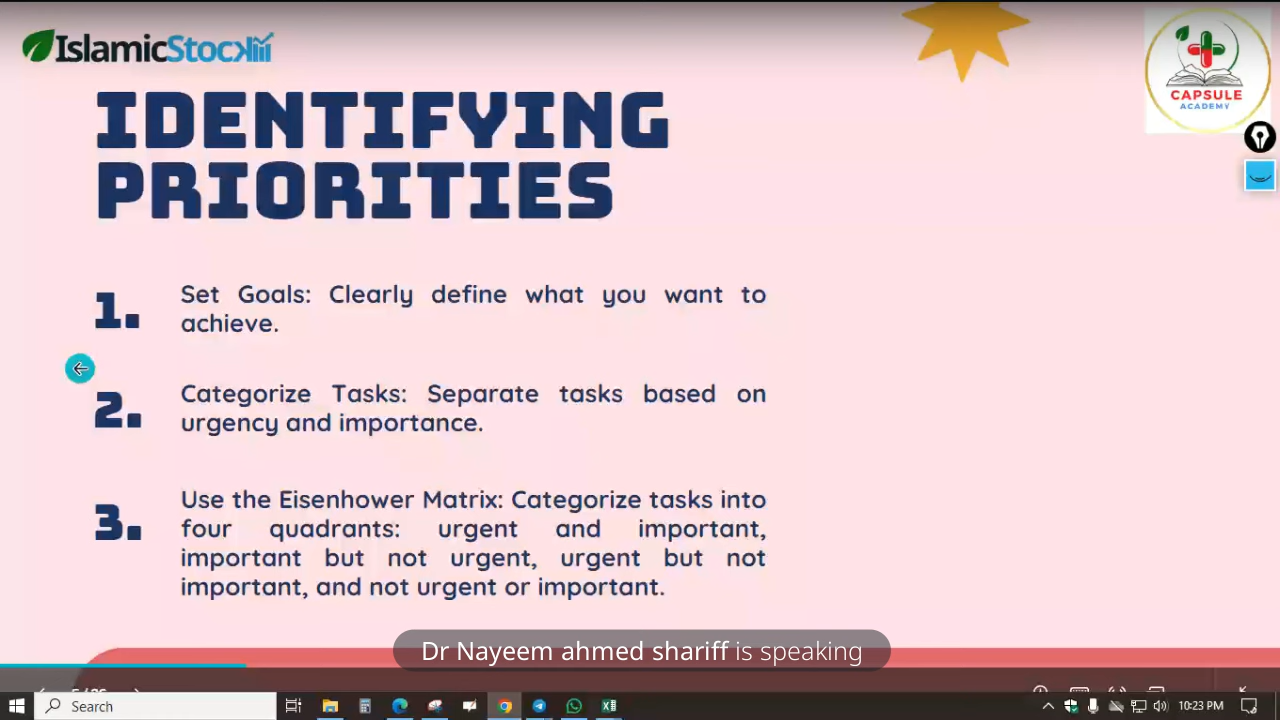 IslamicStock
CAPSULE
ACADEMY
IDENTIFYING
PRIORITIES
1.
Set Goals: Clearly define what you want to
achieve.
2.
Categorize Tasks: Separate tasks based on
urgency and importance.
3.
Use the Eisenhower Matrix: Categorize tasks into
four quadrants: urgent and important,
important but not urgent, urgent but not
important, and not urgent or important.
Dr Nayeem ahmed shariff is speaking
Search
10:23 PM